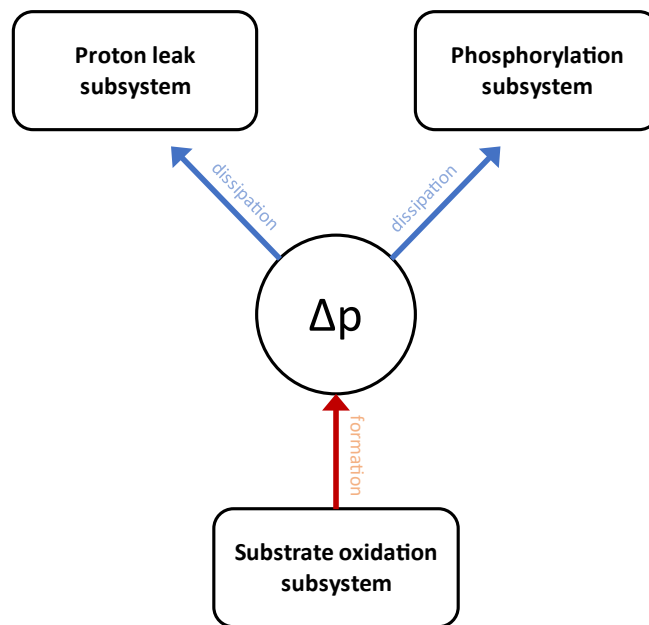 Proton leak
subsystem
Phosphorylation
subsystem
dissipation
dissipation
Δp
formation
Substrate oxidation
subsystem